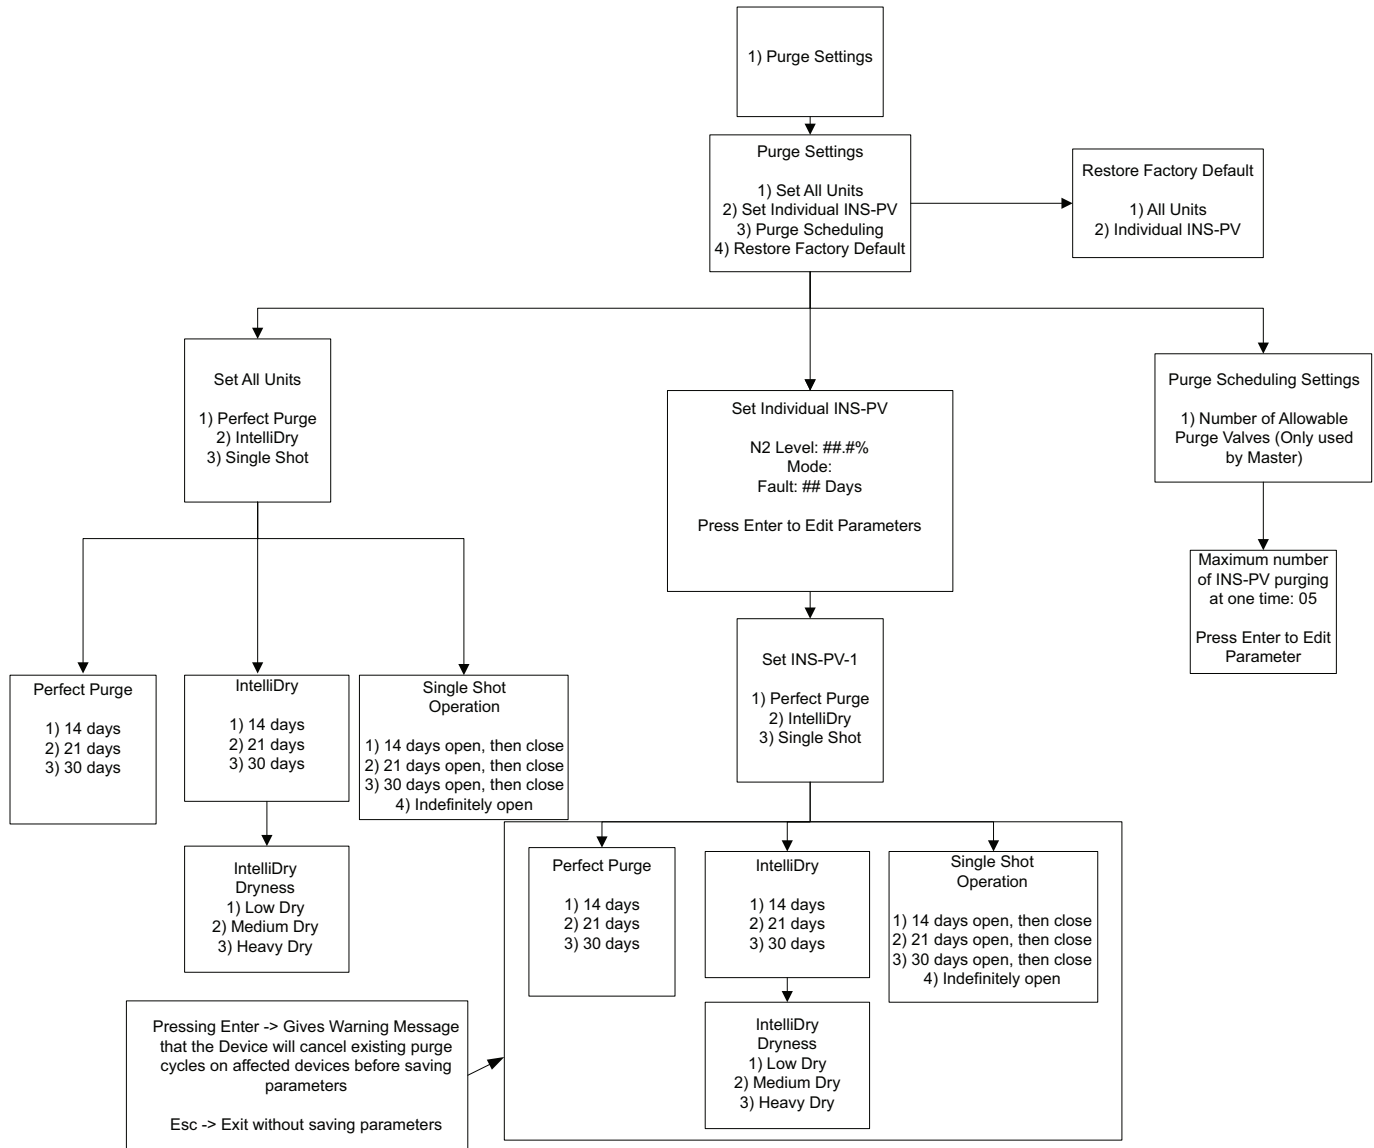 1) Purge Settings
Purge Settings
1) Set All Units
2) Set Individual INS-PV
3) Purge Scheduling
4) Restore Factory Default
Restore Factory Default
1) All Units
2) Individual INS-PV
Set All Units
1) Perfect Purge
2) IntelliDry
3) Single Shot
Set Individual INS-PV
N2 Level: ##.#%
Mode:
Fault: ## Days
Press Enter to Edit Parameters
Purge Scheduling Settings
1) Number of Allowable
Purge Valves (Only used
by Master)
Maximum number
of INS-PV purging
at one time: 05
Press Enter to Edit
Parameter
Perfect Purge
1) 14 days
2) 21 days
3) 30 days
IntelliDry
1) 14 days
2) 21 days
3) 30 days
Single Shot
Operation
1) 14 days open, then close
2) 21 days open, then close
3) 30 days open, then close
4) Indefinitely open
IntelliDry
Dryness
1) Low Dry
2) Medium Dry
3) Heavy Dry
Set INS-PV-1
1) Perfect Purge
2) IntelliDry
3) Single Shot
Perfect Purge
1) 14 days
2) 21 days
3) 30 days
IntelliDry
1) 14 days
2) 21 days
3) 30 days
Single Shot
Operation
1) 14 days open, then close
2) 21 days open, then close
3) 30 days open, then close
4) Indefinitely open
IntelliDry
Dryness
1) Low Dry
2) Medium Dry
3) Heavy Dry
Pressing Enter -> Gives Warning Message
that the Device will cancel existing purge
cycles on affected devices before saving
parameters
Esc -> Exit without saving parameters